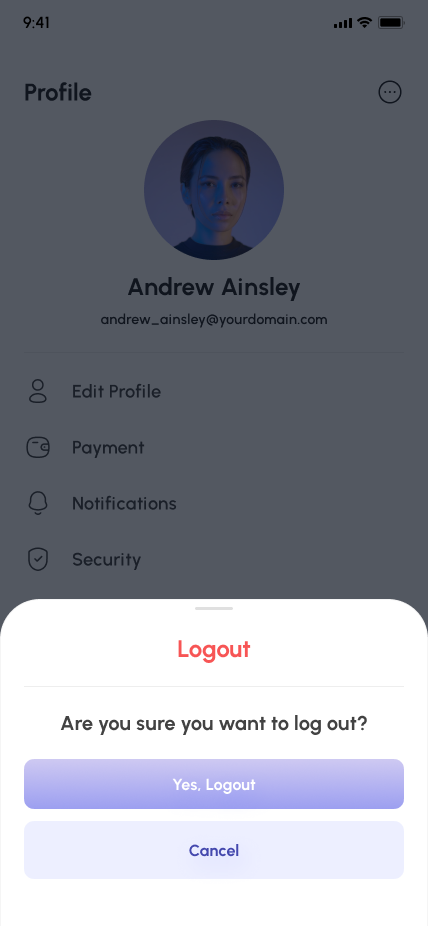 9:41
Profile
Andrew Ainsley
andrew_ainsley@yourdomain.com
Edit Profile
Payment
Notifications
Security
Logout
Are you sure you want to log out?
Yes, Logout
Cancel